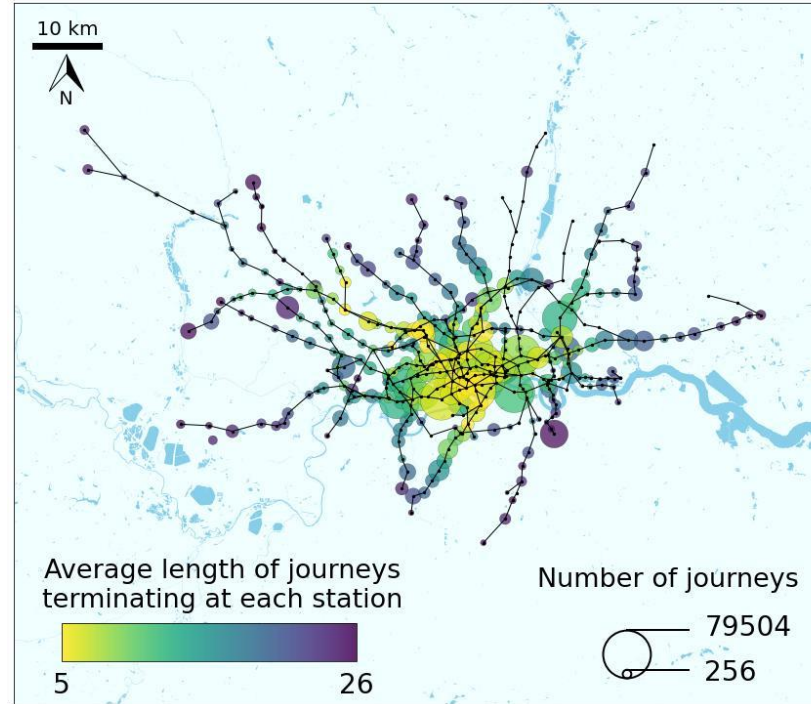 10 km
N
Average length of journeys
terminating at each station
5
26
Number of journeys
79504
256